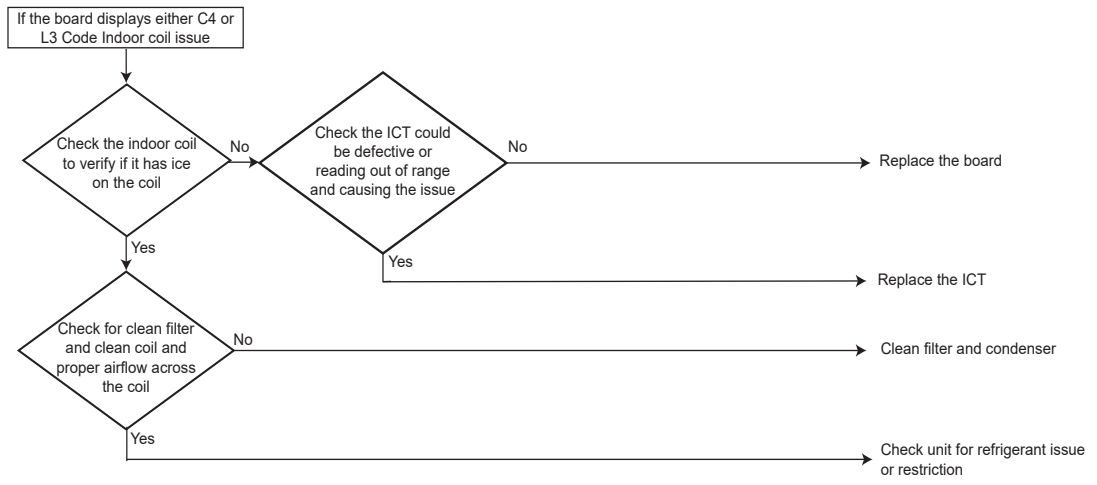 If the board displays either C4 or
L3 Code Indoor coil issue
Check the indoor coil
to verify if it has ice
on the coil
No
Check the ICT could
be defective or
reading out of range
and causing the issue
No
Replace the board
Yes
Yes
Replace the ICT
Check for clean filter
and clean coil and
proper airflow across
the coil
No
Clean filter and condenser
Yes
Check unit for refrigerant issue
or restriction